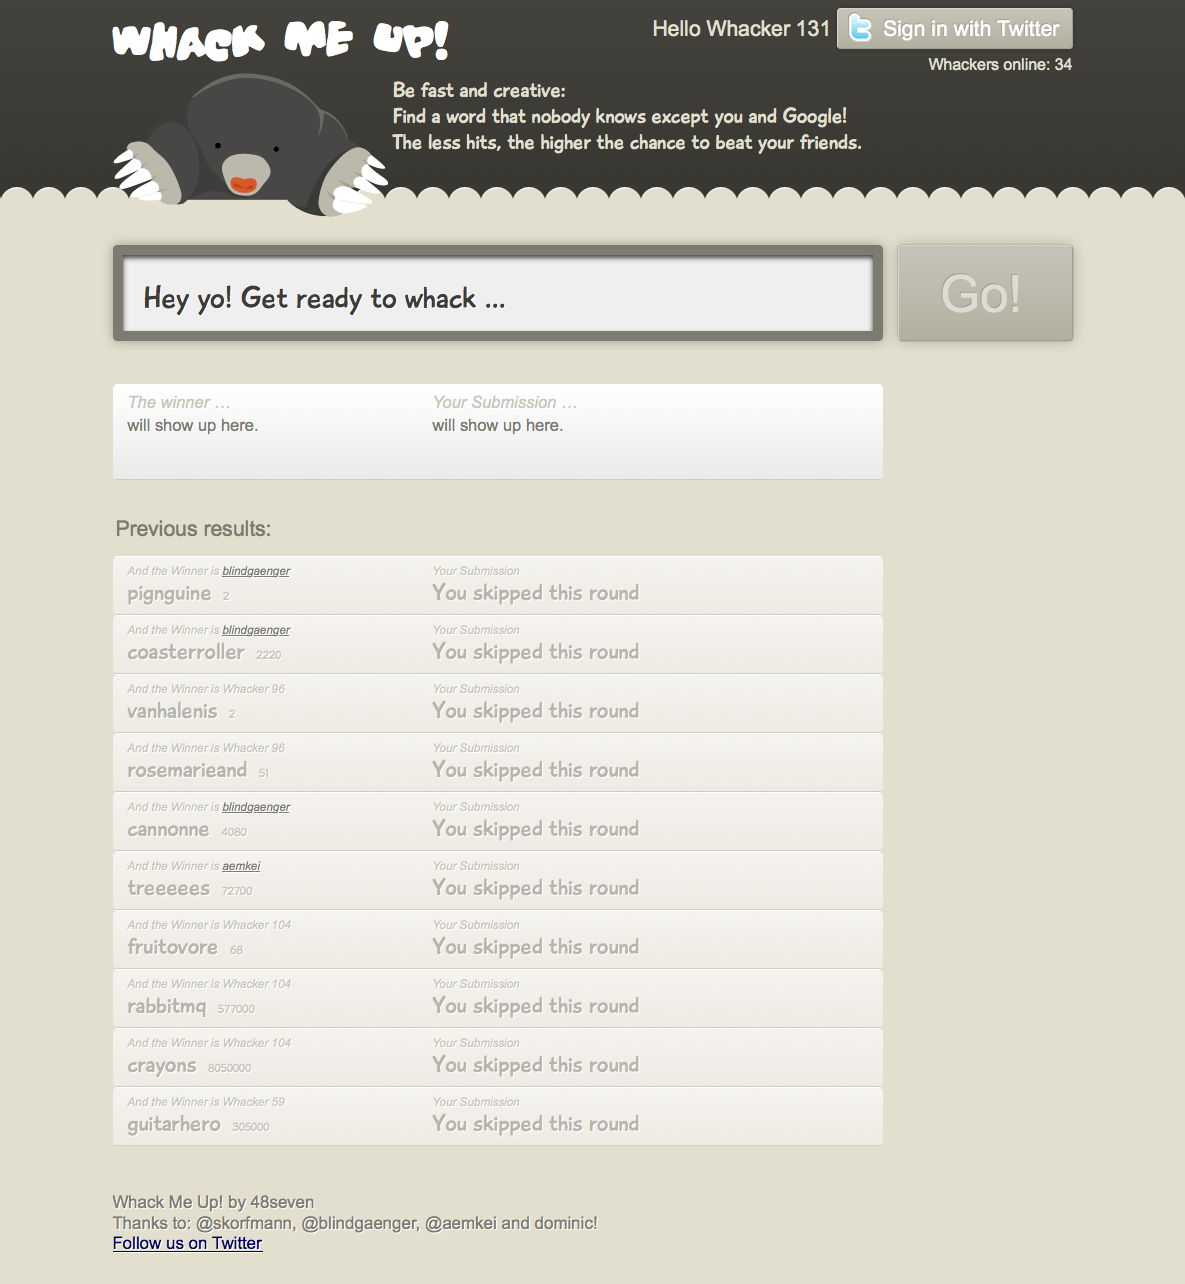 WHACK ME UP!
Hello Whacker 131
Sign in with Twitter
Whackers online: 34
Be fast and creative:
Find a word that nobody knows except you and Google!
The less hits, the higher the chance to beat your friends.
Hey yo! Get ready to whack ...
Go!
The winner ...
Your Submission ...
will show up here.
will show up here.
Previous results:
And the Winner is blindgaenger
Your Submission
pignguine 2
You skipped this round
And the Winner is blindgaenger
Your Submission
coasterroller 2220
You skipped this round
And the Winner is Whacker 96
Your Submission
vanhalenis 2
You skipped this round
And the Winner is Whacker 96
Your Submission
rosemarieand 51
You skipped this round
And the Winner is blindgaenger
Your Submission
cannonne 4080
You skipped this round
And the Winner is aemkei
Your Submission
treeeees 72700
You skipped this round
And the Winner is Whacker 104
Your Submission
fruitovore 68
You skipped this round
And the Winner is Whacker 104
Your Submission
rabbitmq 577000
You skipped this round
And the Winner is Whacker 104
Your Submission
crayons 8050000
You skipped this round
And the Winner is Whacker 59
Your Submission
guitarhero 305000
You skipped this round
Whack Me Up! by 48seven
Thanks to: @skorfmann, @blindgaenger, @aemkei and dominic!
Follow us on Twitter